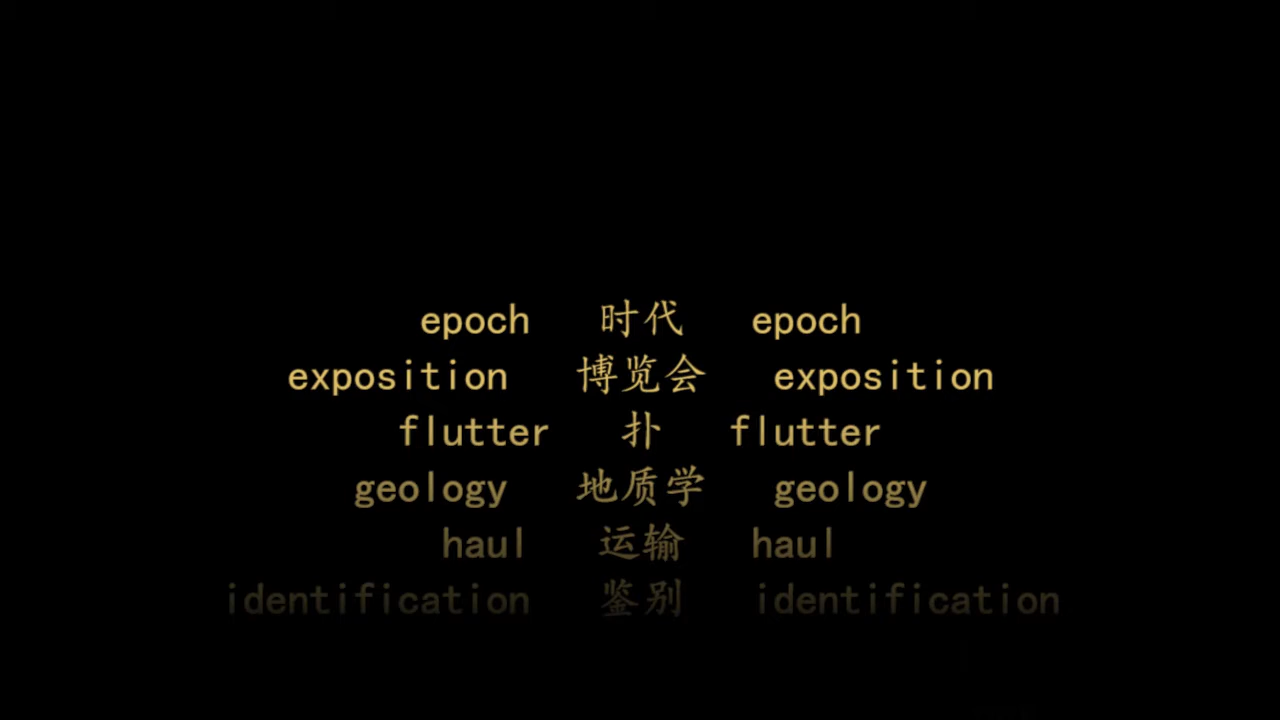 epoch 时代 epoch
exposition 博览会 exposition
flutter 扑 flutter
geology 地质学 geology
haul 运输 haul
identification 鉴别 identification